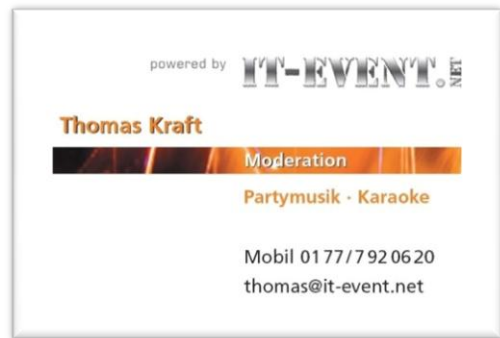 powered by IT-EVENT.NET
Thomas Kraft
Moderation
Partymusik · Karaoke
Mobil 0177/7920620
thomas@it-event.net